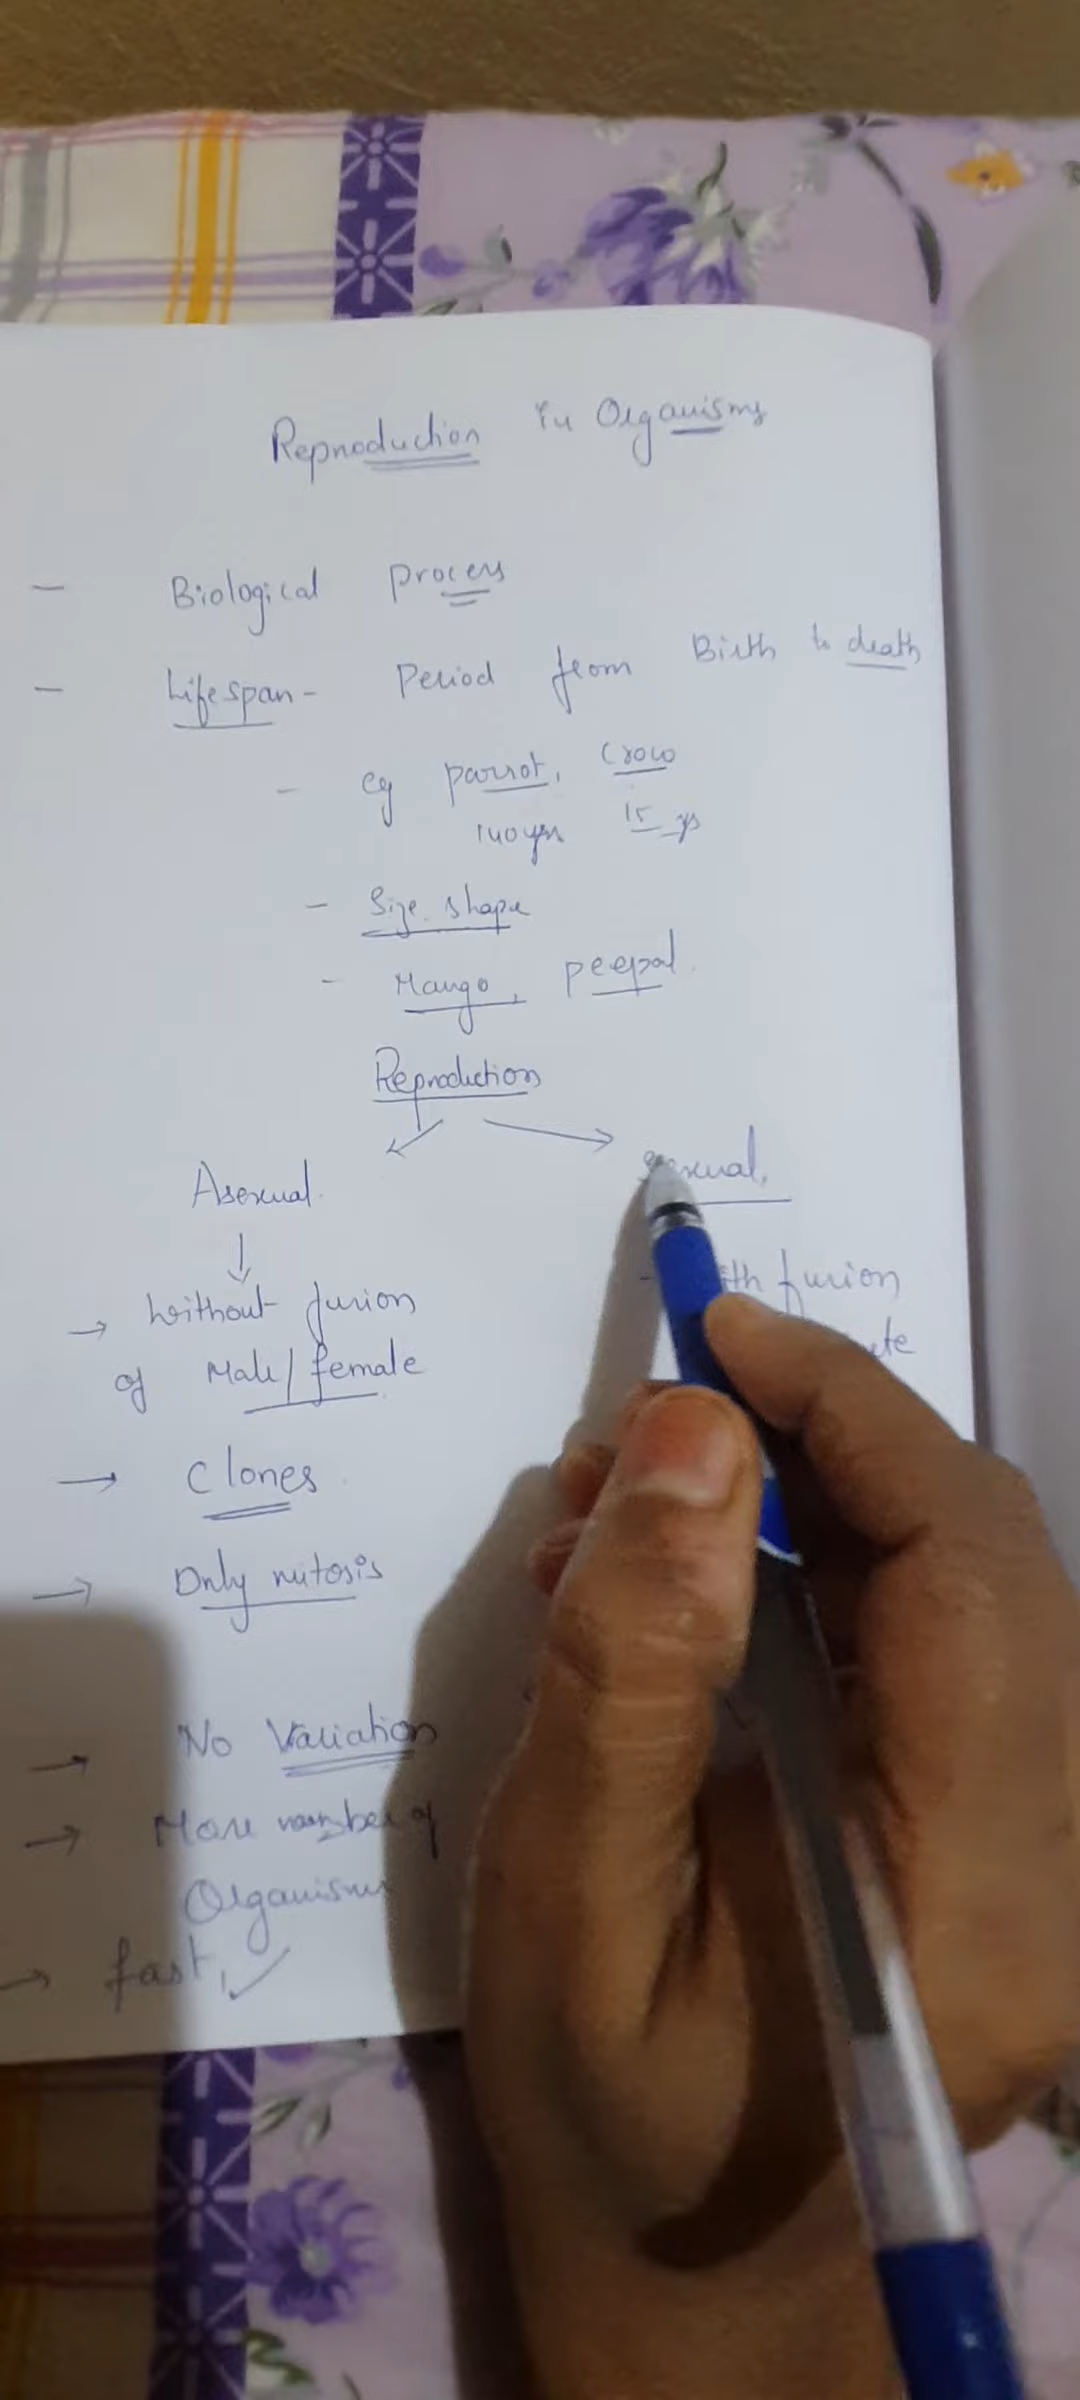 Reproduction in Organisms
- Biological Process
- Lifespan - Period from Birth to death
- eg parrot, Crow
140 yrs 15 yrs
- Size shape
- Mango, peepal.
Reproduction
Asexual. sexual,
→ without fusion
of Male/female
- fusion
→ Clones.
→ Only mitosis
→ No Variation
→ More number of
Organisms
→ fast,